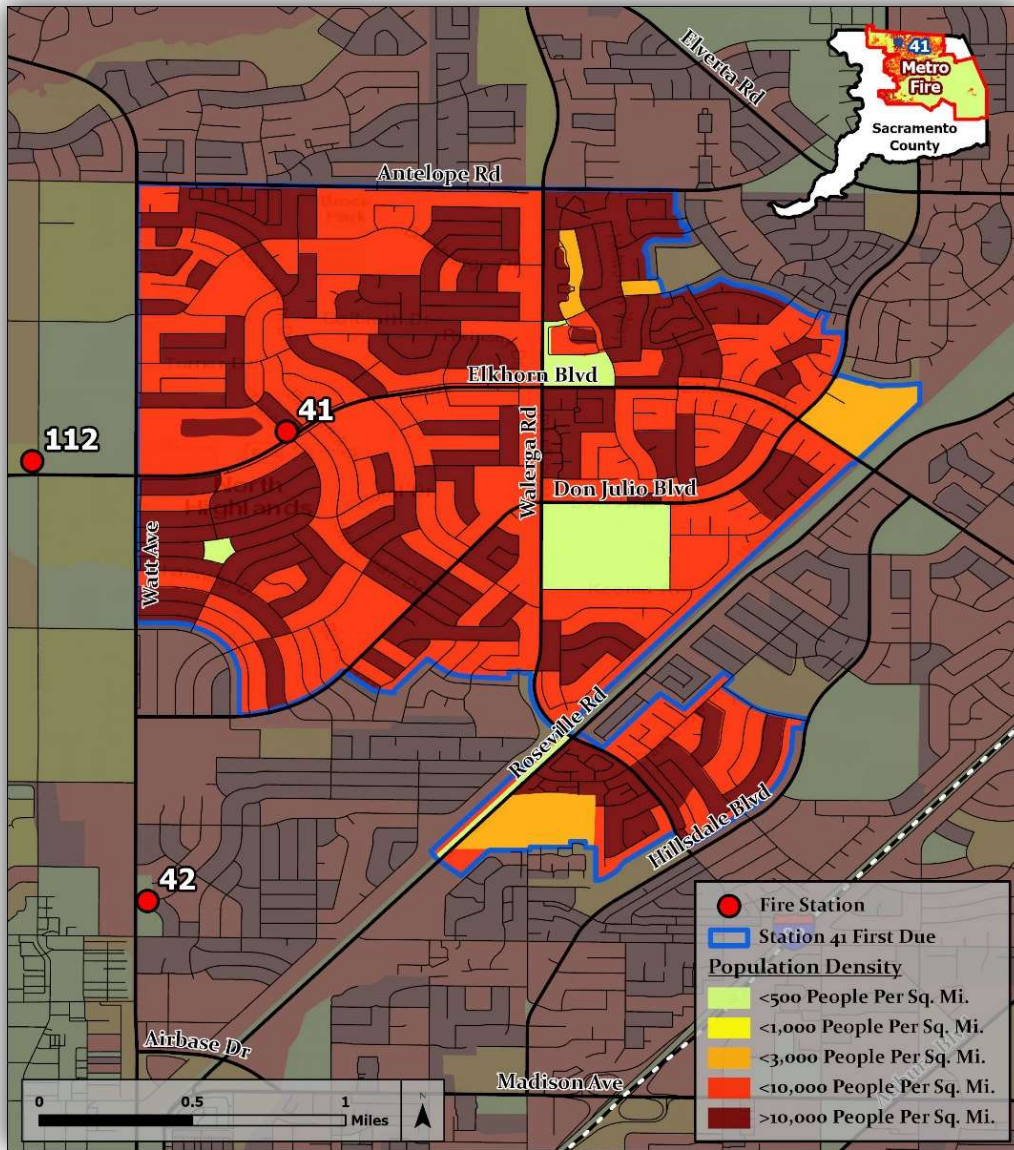 Elverta Rd
41
Metro
Fire
Sacramento
County
Antelope Rd
Elkhorn Blvd
41
112
Walerga Rd
Don Julio Blvd
North
Highlands
Watt Ave
Roseville Rd
Hillsdale Blvd
42
Airbase Dr
Madison Ave
Fire Station
Station 41 First Due
Population Density
<500 People Per Sq. Mi.
<1,000 People Per Sq. Mi.
<3,000 People Per Sq. Mi.
<10,000 People Per Sq. Mi.
>10,000 People Per Sq. Mi.
0 0.5 1
Miles
N